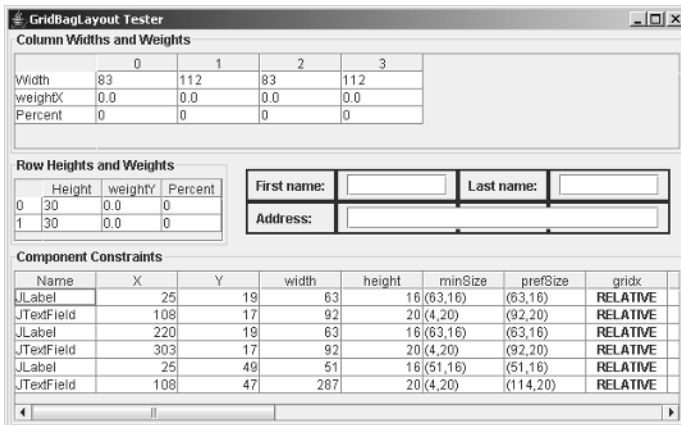 GridBagLayout Tester
Column Widths and Weights
0 1 2 3
Width 83 112 83 112
weightX 0.0 0.0 0.0 0.0
Percent 0 0 0 0
Row Heights and Weights
Height weightY Percent
0 30 0.0 0
1 30 0.0 0
First name: Last name:
Address:
Component Constraints
Name X Y width height minSize prefSize gridx
JLabel 25 19 63 16 (63,16) (63,16) RELATIVE
JTextField 108 17 92 20 (4,20) (92,20) RELATIVE
JLabel 220 19 63 16 (63,16) (63,16) RELATIVE
JTextField 303 17 92 20 (4,20) (92,20) RELATIVE
JLabel 25 49 51 16 (51,16) (51,16) RELATIVE
JTextField 108 47 287 20 (4,20) (114,20) RELATIVE